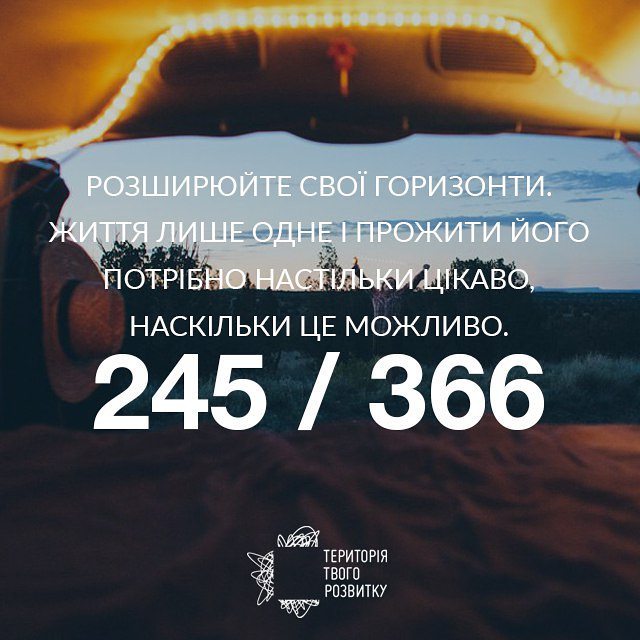 РОЗШИРЮЙТЕ СВОЇ ГОРИЗОНТИ.
ЖИТТЯ ЛИШЕ ОДНЕ І ПРОЖИТИ ЙОГО
ПОТРІБНО НАСТІЛЬКИ ЦІКАВО,
НАСКІЛЬКИ ЦЕ МОЖЛИВО.
245 / 366
ТЕРИТОРІЯ
ТВОГО
РОЗВИТКУ